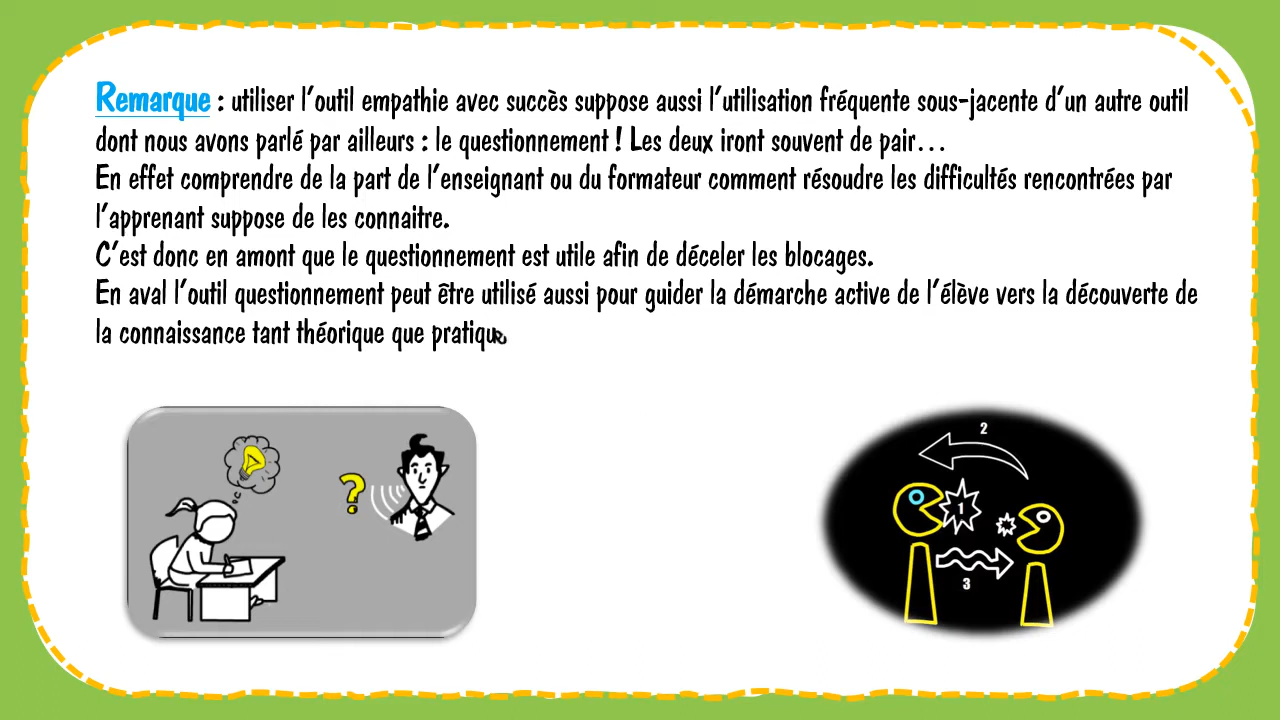 Remarque : utiliser l'outil empathie avec succès suppose aussi l'utilisation fréquente sous-jacente d'un autre outil
dont nous avons parlé par ailleurs : le questionnement ! Les deux iront souvent de pair...
En effet comprendre de la part de l'enseignant ou du formateur comment résoudre les difficultés rencontrées par
l'apprenant suppose de les connaitre.
C'est donc en amont que le questionnement est utile afin de déceler les blocages.
En aval l'outil questionnement peut être utilisé aussi pour guider la démarche active de l'élève vers la découverte de
la connaissance tant théorique que pratiqu
?
2
1
3